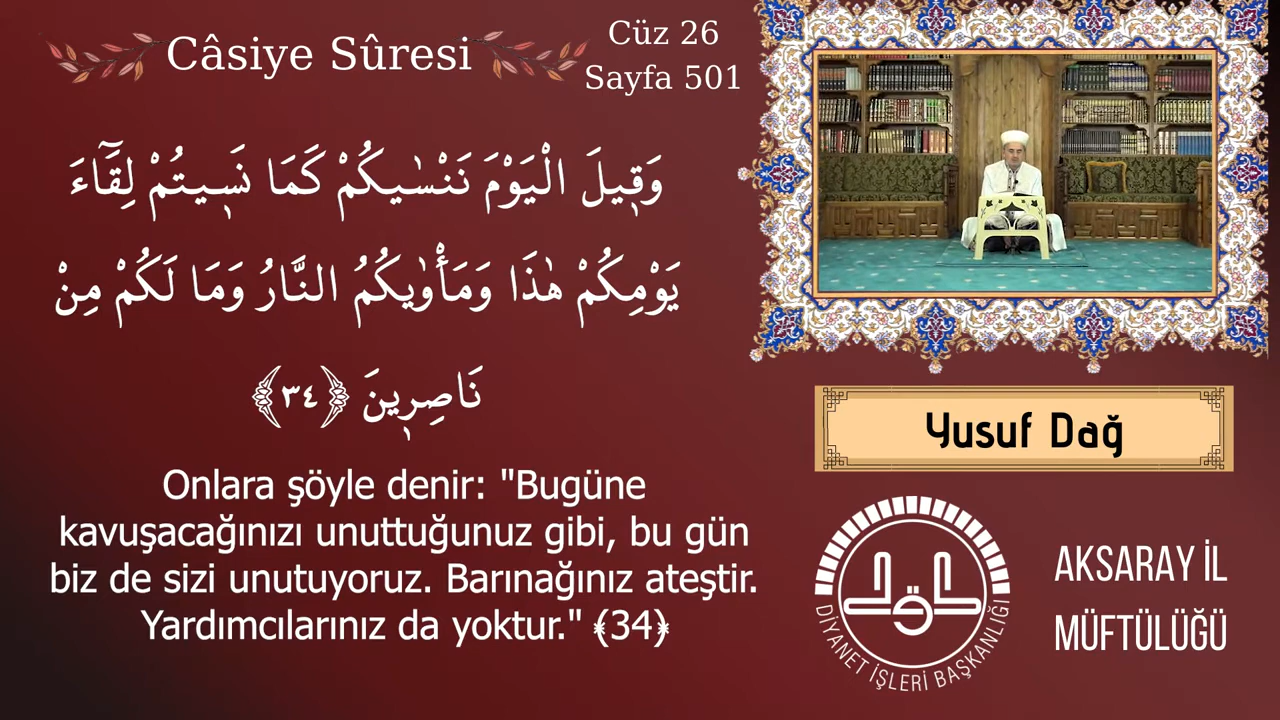 Câsiye Sûresi
Cüz 26
Sayfa 501
وَق۪يلَ الْيَوْمَ نَنْسٰيكُمْ كَمَا نَس۪يتُمْ لِقَٓاءَ
يَوْمِكُمْ هٰذَا وَمَأْوٰيكُمُ النَّارُ وَمَا لَكُمْ مِنْ
نَاصِر۪ينَ ﴿٣٤﴾
Onlara şöyle denir: "Bugüne
kavuşacağınızı unuttuğunuz gibi, bu gün
biz de sizi unutuyoruz. Barınağınız ateştir.
Yardımcılarınız da yoktur." ﴾34﴿
Yusuf Dağ
DİYANET İŞLERİ BAŞKANLIĞI
AKSARAY İL
MÜFTÜLÜĞÜ